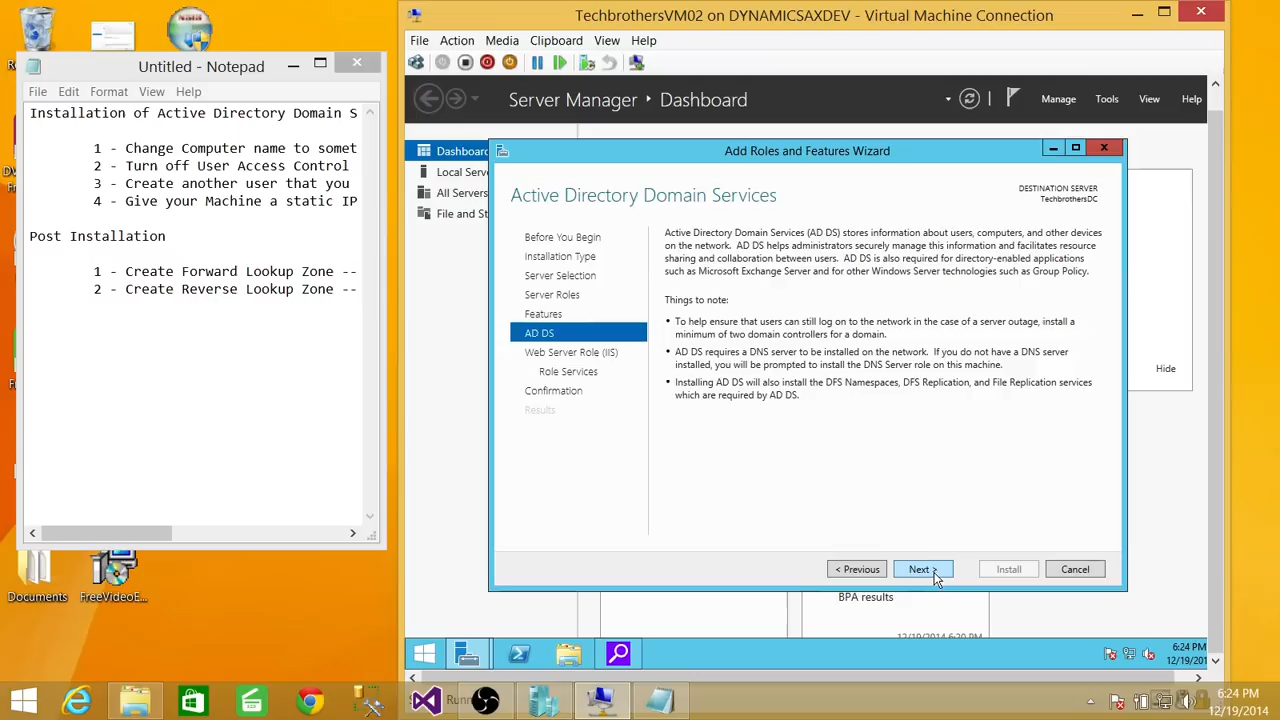 TechbrothersVM02 on DYNAMICSAXDEV - Virtual Machine Connection
File Action Media Clipboard View Help
Untitled - Notepad
File Edit Format View Help
Installation of Active Directory Domain S
1 - Change Computer name to somet
2 - Turn off User Access Control
3 - Create another user that you
4 - Give your Machine a static IP
Post Installation
1 - Create Forward Lookup Zone --
2 - Create Reverse Lookup Zone --
Documents
FreeVideoE...
Server Manager ‣ Dashboard
Manage Tools View Help
Dashboard
Local Serve
All Servers
File and St
Add Roles and Features Wizard
Active Directory Domain Services
DESTINATION SERVER
TechbrothersDC
Before You Begin
Installation Type
Server Selection
Server Roles
Features
AD DS
Web Server Role (IIS)
Role Services
Confirmation
Results
Active Directory Domain Services (AD DS) stores information about users, computers, and other devices
on the network. AD DS helps administrators securely manage this information and facilitates resource
sharing and collaboration between users. AD DS is also required for directory-enabled applications
such as Microsoft Exchange Server and for other Windows Server technologies such as Group Policy.
Things to note:
• To help ensure that users can still log on to the network in the case of a server outage, install a
minimum of two domain controllers for a domain.
• AD DS requires a DNS server to be installed on the network. If you do not have a DNS server
installed, you will be prompted to install the DNS Server role on this machine.
• Installing AD DS will also install the DFS Namespaces, DFS Replication, and File Replication services
which are required by AD DS.
Hide
< Previous
Next >
Install
Cancel
BPA results
12/19/2014 6:20 PM
6:24 PM
12/19/201
6:24 PM
12/19/2014